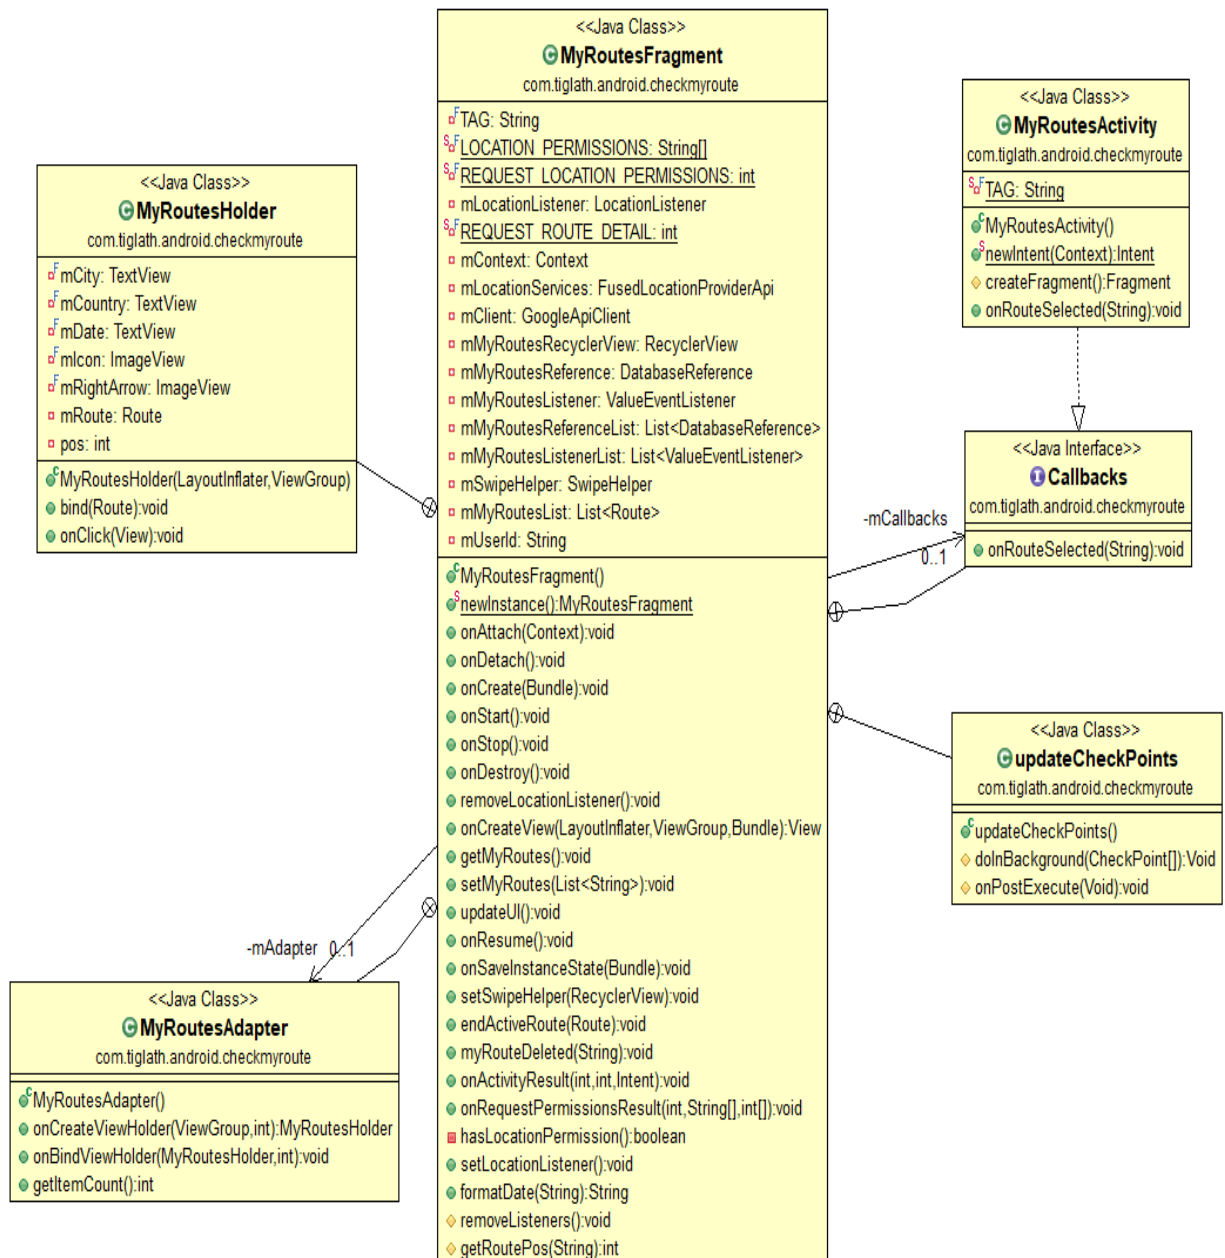 <<Java Class>>
MyRoutesFragment
com.tiglath.android.checkmyroute
TAG: String
LOCATION_PERMISSIONS: String[]
REQUEST_LOCATION_PERMISSIONS: int
mLocationListener: LocationListener
REQUEST_ROUTE_DETAIL: int
mContext: Context
mLocationServices: FusedLocationProviderApi
mClient: GoogleApiClient
mMyRoutesRecyclerView: RecyclerView
mMyRoutesReference: DatabaseReference
mMyRoutesListener: ValueEventListener
mMyRoutesReferenceList: List<DatabaseReference>
mMyRoutesListenerList: List<ValueEventListener>
mSwipeHelper: SwipeHelper
mMyRoutesList: List<Route>
mUserId: String
MyRoutesFragment()
newInstance():MyRoutesFragment
onAttach(Context):void
onDetach():void
onCreate(Bundle):void
onStart():void
onStop():void
onDestroy():void
removeLocationListener():void
onCreateView(LayoutInflater,ViewGroup,Bundle):View
getMyRoutes():void
setMyRoutes(List<String>):void
updateUI():void
onResume():void
onSaveInstanceState(Bundle):void
setSwipeHelper(RecyclerView):void
endActiveRoute(Route):void
myRouteDeleted(String):void
onActivityResult(int,int,Intent):void
onRequestPermissionsResult(int,String[],int[]):void
hasLocationPermission():boolean
setLocationListener():void
formatDate(String):String
removeListeners():void
getRoutePos(String):int
<<Java Class>>
MyRoutesHolder
com.tiglath.android.checkmyroute
mCity: TextView
mCountry: TextView
mDate: TextView
mIcon: ImageView
mRightArrow: ImageView
mRoute: Route
pos: int
MyRoutesHolder(LayoutInflater,ViewGroup)
bind(Route):void
onClick(View):void
<<Java Class>>
MyRoutesActivity
com.tiglath.android.checkmyroute
TAG: String
MyRoutesActivity()
newIntent(Context):Intent
createFragment():Fragment
onRouteSelected(String):void
<<Java Interface>>
Callbacks
com.tiglath.android.checkmyroute
onRouteSelected(String):void
-mCallbacks
0..1
<<Java Class>>
updateCheckPoints
com.tiglath.android.checkmyroute
updateCheckPoints()
doInBackground(CheckPoint[]):Void
onPostExecute(Void):void
-mAdapter 0..1
<<Java Class>>
MyRoutesAdapter
com.tiglath.android.checkmyroute
MyRoutesAdapter()
onCreateViewHolder(ViewGroup,int):MyRoutesHolder
onBindViewHolder(MyRoutesHolder,int):void
getItemCount():int